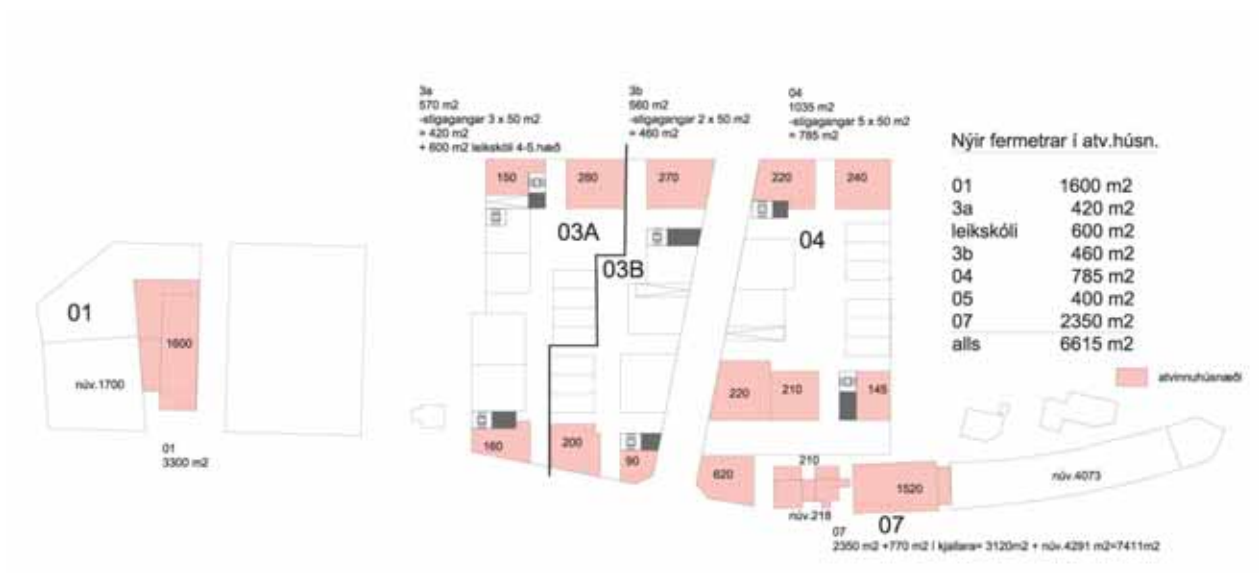 3a
570 m2
-stigagangar 3 x 50 m2
= 420 m2
+ 600 m2 leikskóli 4-5.hæð
3b
560 m2
-stigagangar 2 x 50 m2
= 460 m2
04
1035 m2
-stigagangar 5 x 50 m2
= 785 m2
Nýir fermetrar í atv.húsn.
01 1600 m2
3a 420 m2
leikskóli 600 m2
3b 460 m2
04 785 m2
05 400 m2
07 2350 m2
alls 6615 m2
atvinnuhúsnæði
150
260
270
220
240
03A
03B
04
01
1600
núv.1700
01
3300 m2
220
210
145
160
200
90
620
210
núv.218
1520
núv.4073
07
07
2350 m2 +770 m2 í kjallara= 3120m2 + núv.4291 m2=7411m2